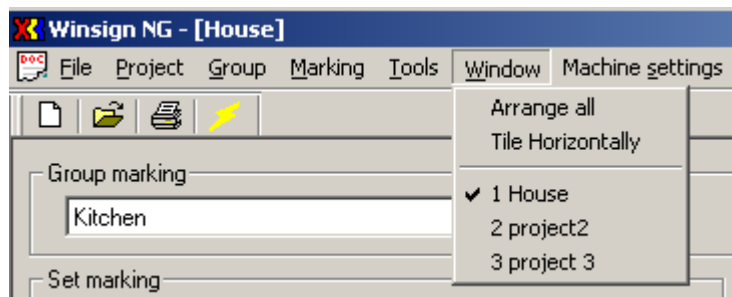 Winsign NG - [House]
DOC File Project Group Marking Tools Window Machine settings
Arrange all
Tile Horizontally
Group marking
Kitchen
1 House
2 project2
3 project 3
Set marking